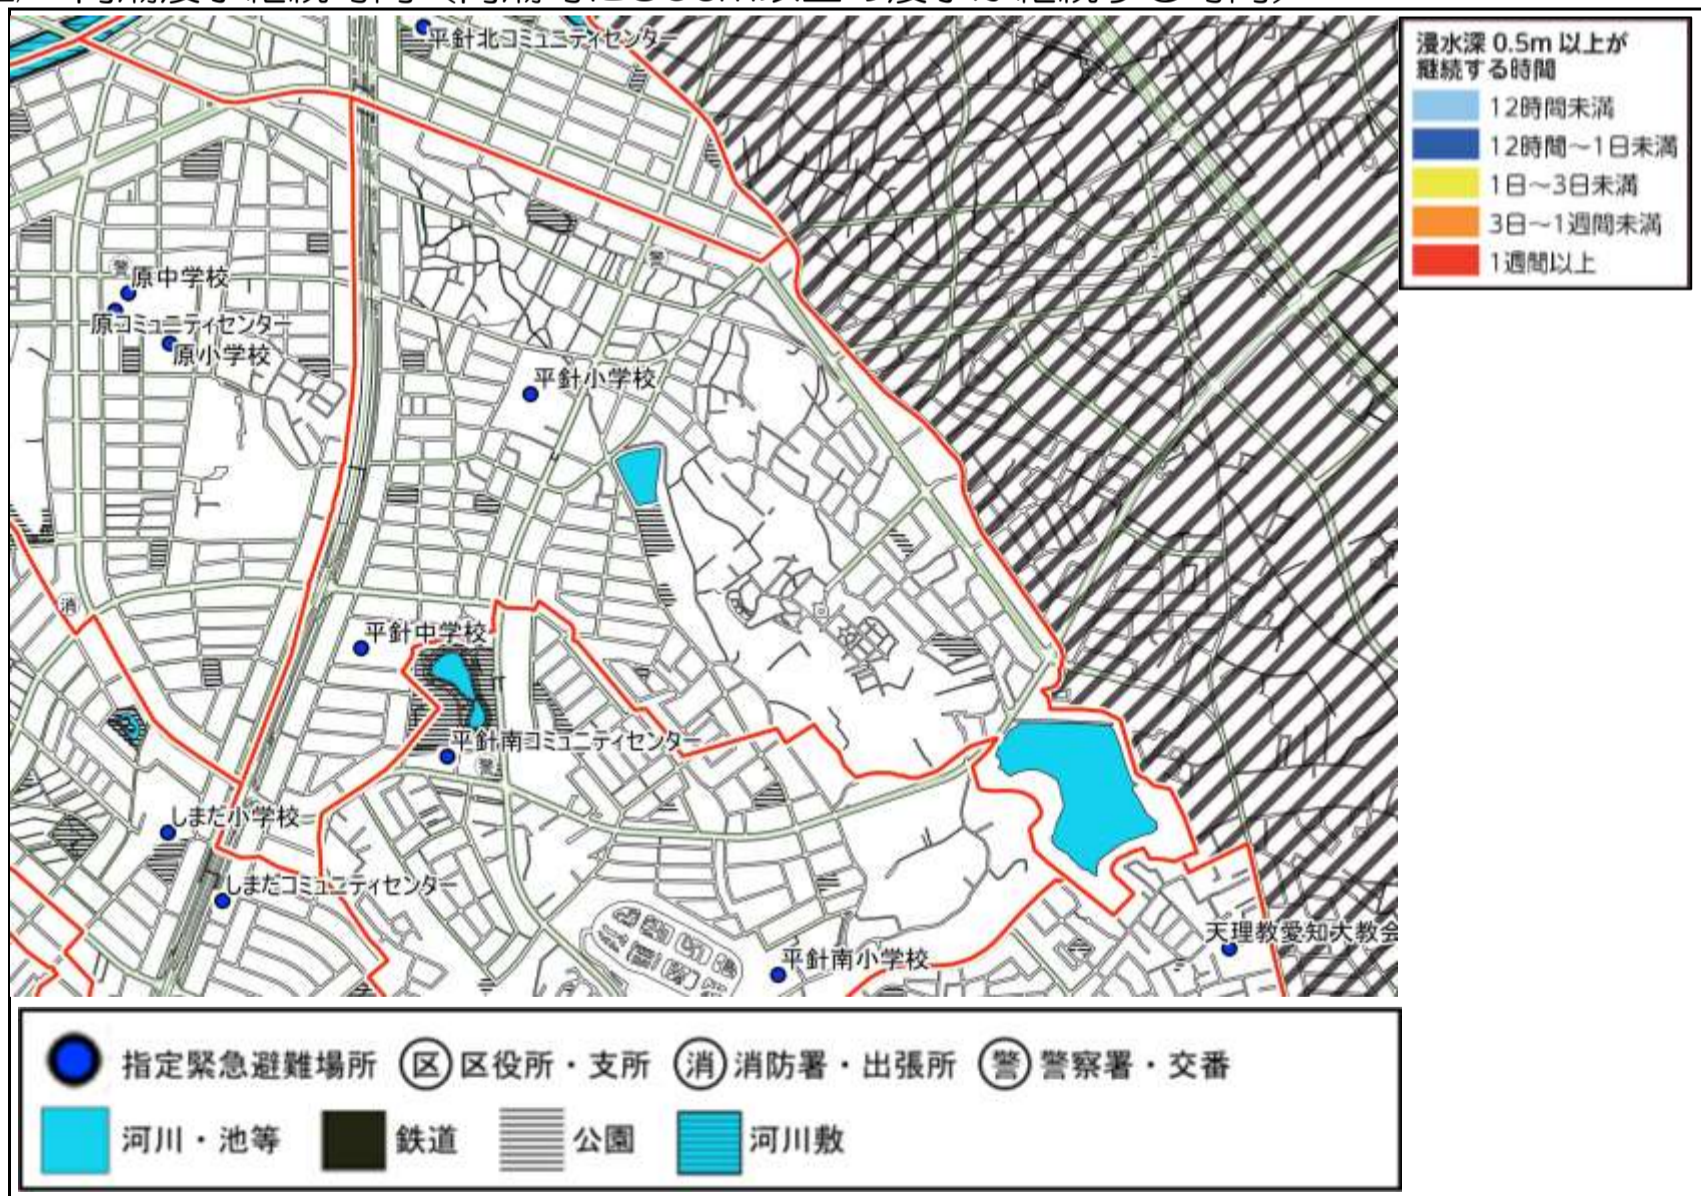 浸水深 0.5m 以上が
継続する時間
12時間未満
12時間～1日未満
1日～3日未満
3日～1週間未満
1週間以上
平針北コミュニティセンター
警
警
原中学校
原コミュニティセンター
原小学校
平針小学校
消
平針中学校
平針南コミュニティセンター
警
しまだ小学校
しまだコミュニティセンター
天理教愛知大教会
平針南小学校
指定緊急避難場所 区 区役所・支所 消 消防署・出張所 警 警察署・交番
河川・池等 鉄道 公園 河川敷